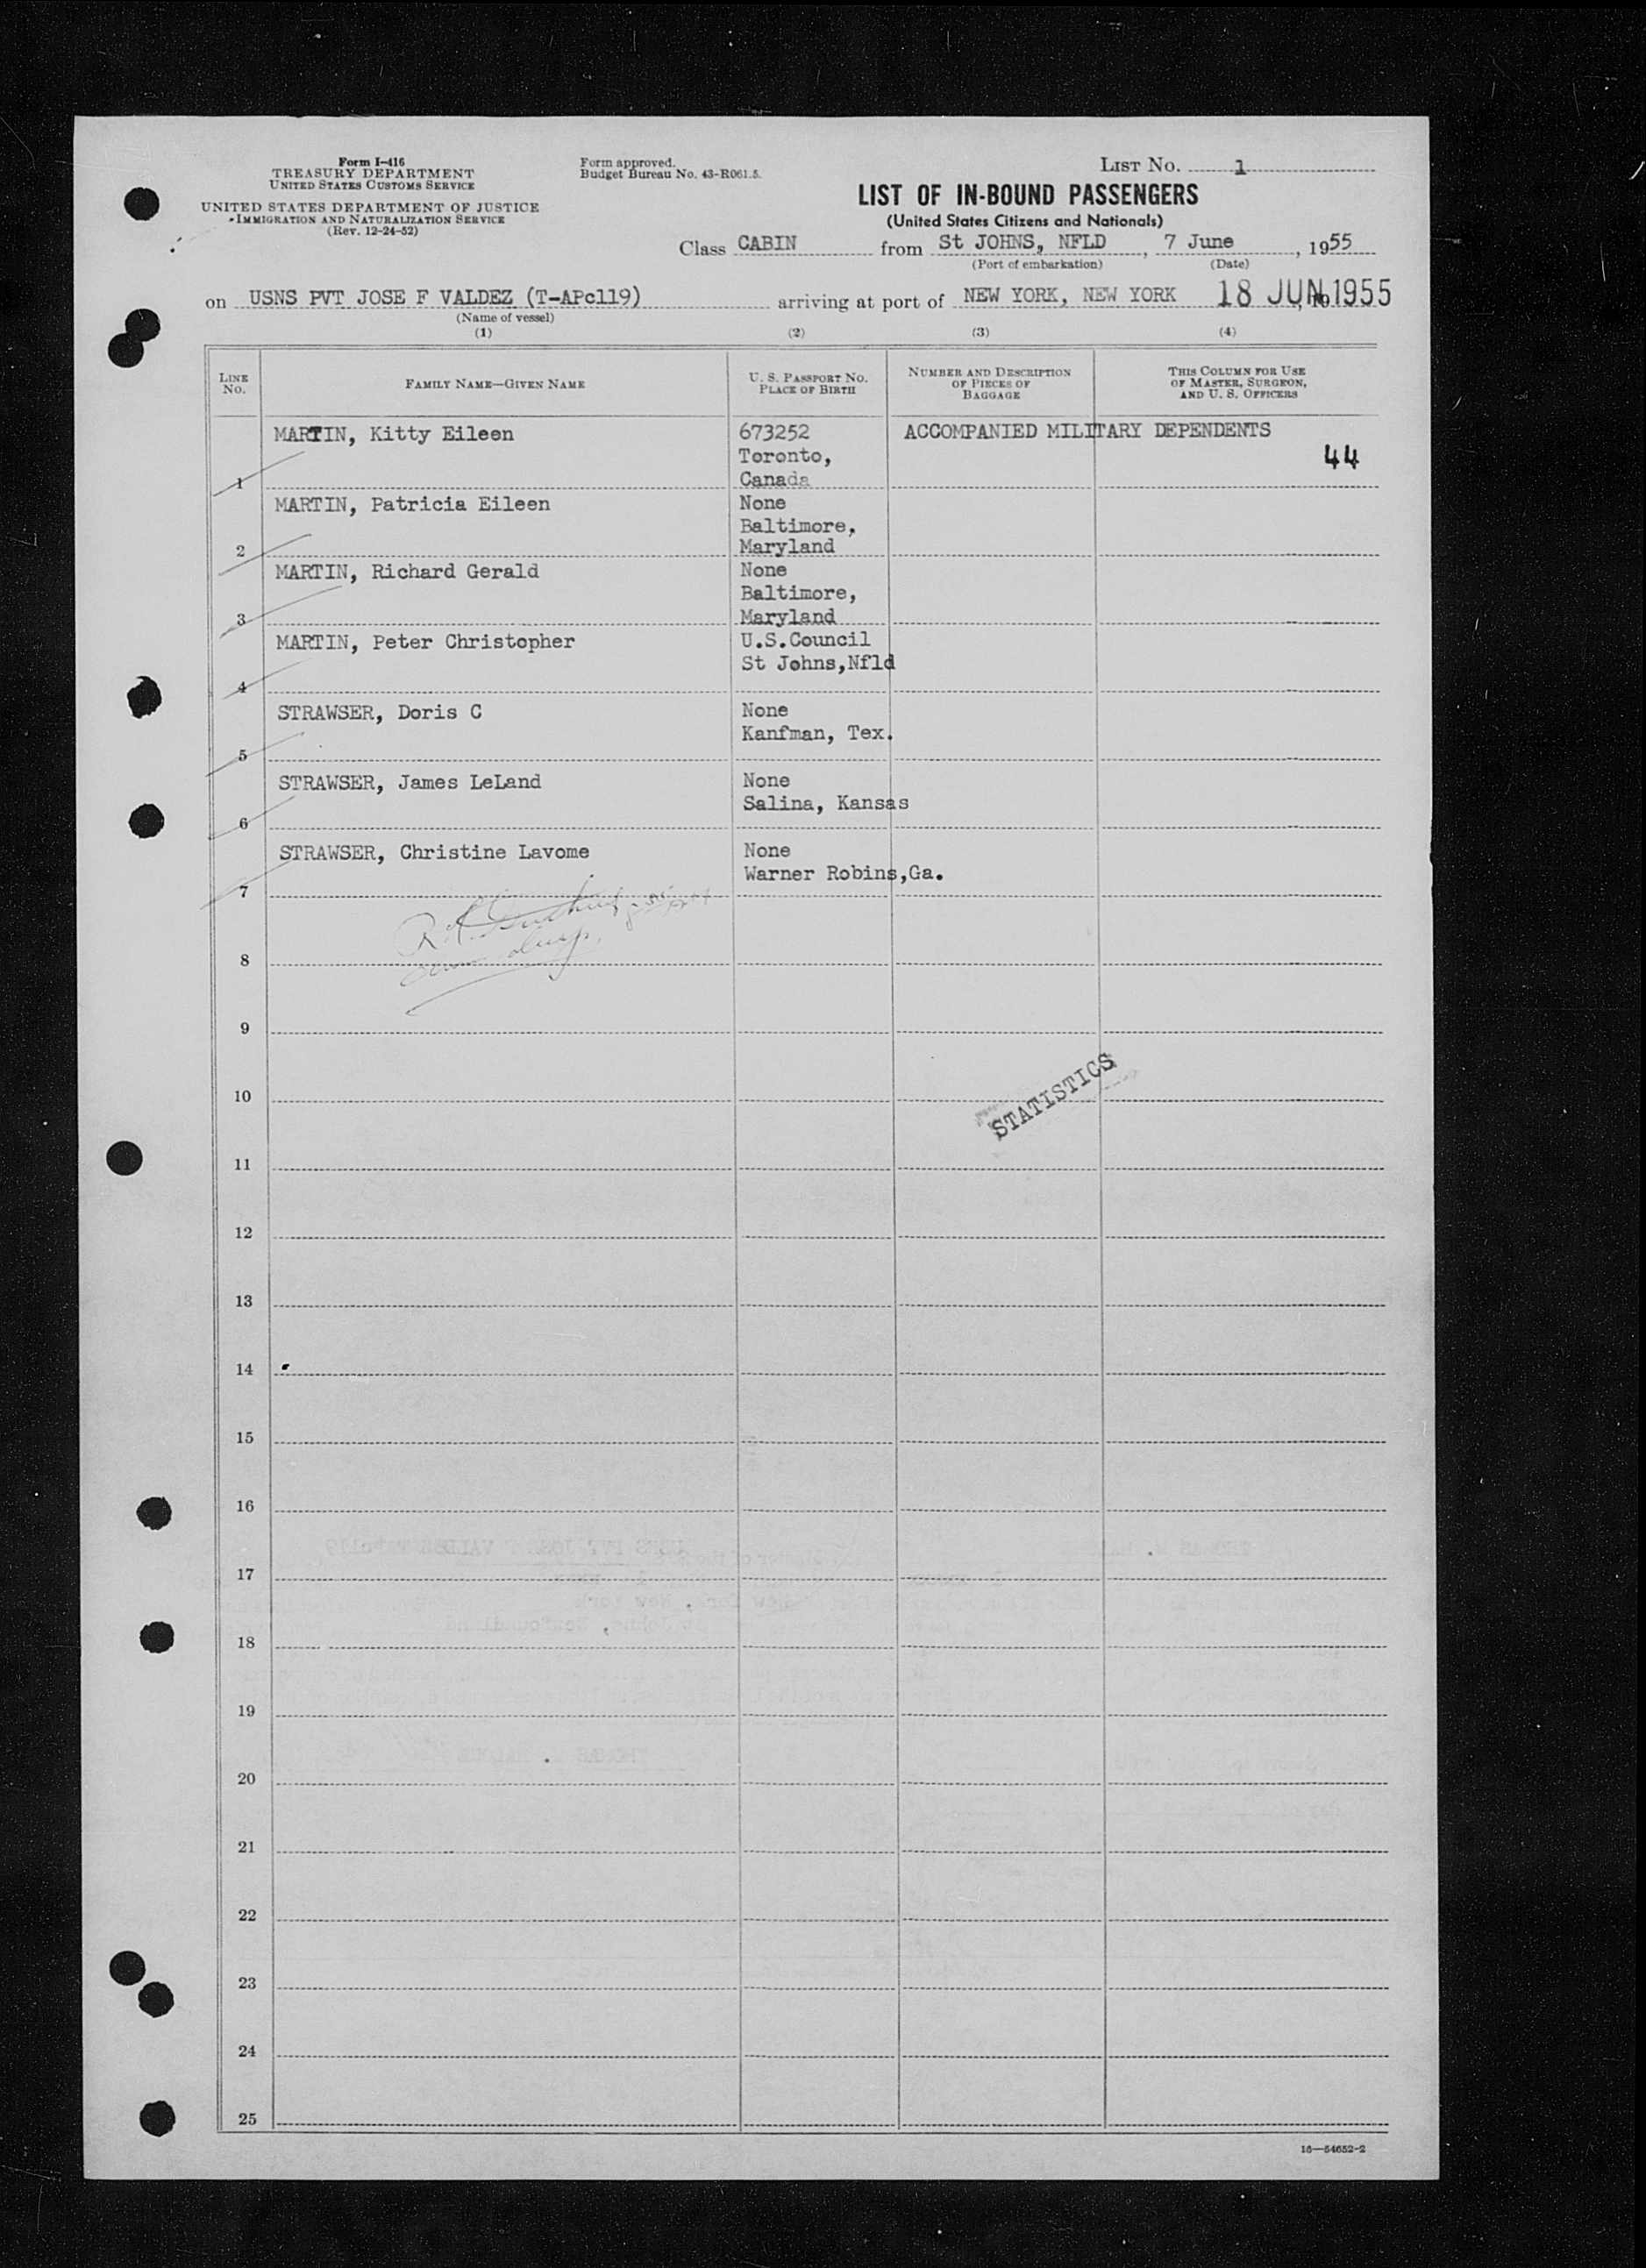 Form I-416
TREASURY DEPARTMENT
UNITED STATES CUSTOMS SERVICE
UNITED STATES DEPARTMENT OF JUSTICE
IMMIGRATION AND NATURALIZATION SERVICE
(Rev. 12-24-52)
Form approved.
Budget Bureau No. 43-R061.5.
LIST No. 1
LIST OF IN-BOUND PASSENGERS
(United States Citizens and Nationals)
Class CABIN from St JOHNS, NFLD, 7 June, 1955
(Port of embarkation) (Date)
on USNS PVT JOSE F VALDEZ (T-APc119) arriving at port of NEW YORK, NEW YORK 18 JUN 1955
(Name of vessel)
(1) (2) (3) (4)
LINE NO.
FAMILY NAME—GIVEN NAME
U. S. PASSPORT NO.
PLACE OF BIRTH
NUMBER AND DESCRIPTION
OF PIECES OF
BAGGAGE
THIS COLUMN FOR USE
OF MASTER, SURGEON,
AND U. S. OFFICERS
MARTIN, Kitty Eileen 673252 ACCOMPANIED MILITARY DEPENDENTS
Toronto, 44
1 Canada
MARTIN, Patricia Eileen None
Baltimore,
2 Maryland
MARTIN, Richard Gerald None
Baltimore,
3 Maryland
MARTIN, Peter Christopher U.S.Council
St Johns,Nfld
4
STRAWSER, Doris C None
Kanfman, Tex.
5
STRAWSER, James LeLand None
Salina, Kansas
6
STRAWSER, Christine Lavome None
Warner Robins,Ga.
7
8
9
10
STATISTICS
11
12
13
14
15
16
17
18
19
20
21
22
23
24
25
16—54652-2